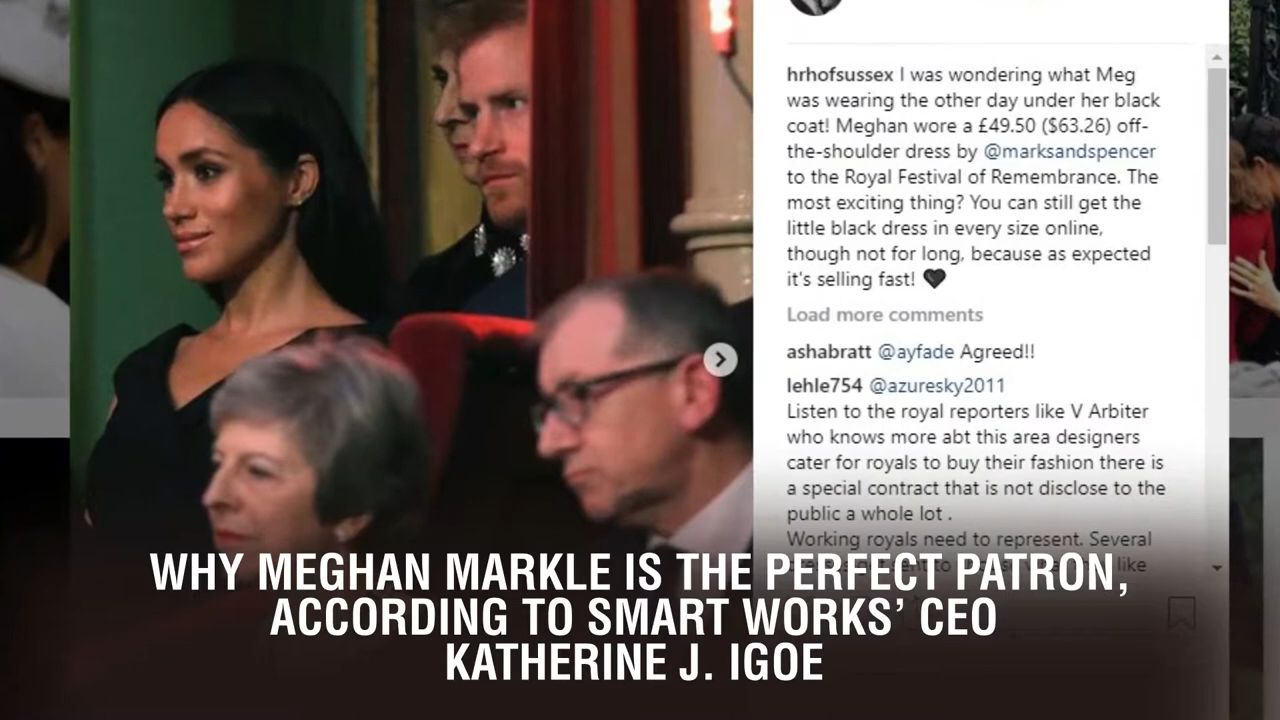 hrhofsussex I was wondering what Meg
was wearing the other day under her black
coat! Meghan wore a £49.50 ($63.26) off-
the-shoulder dress by @marksandspencer
to the Royal Festival of Remembrance. The
most exciting thing? You can still get the
little black dress in every size online,
though not for long, because as expected
it's selling fast! 🖤
Load more comments
ashabratt @ayfade Agreed!!
lehle754 @azuresky2011
Listen to the royal reporters like V Arbiter
who knows more abt this area designers
cater for royals to buy their fashion there is
a special contract that is not disclose to the
public a whole lot .
Working royals need to represent. Several
like
WHY MEGHAN MARKLE IS THE PERFECT PATRON,
ACCORDING TO SMART WORKS’ CEO
KATHERINE J. IGOE